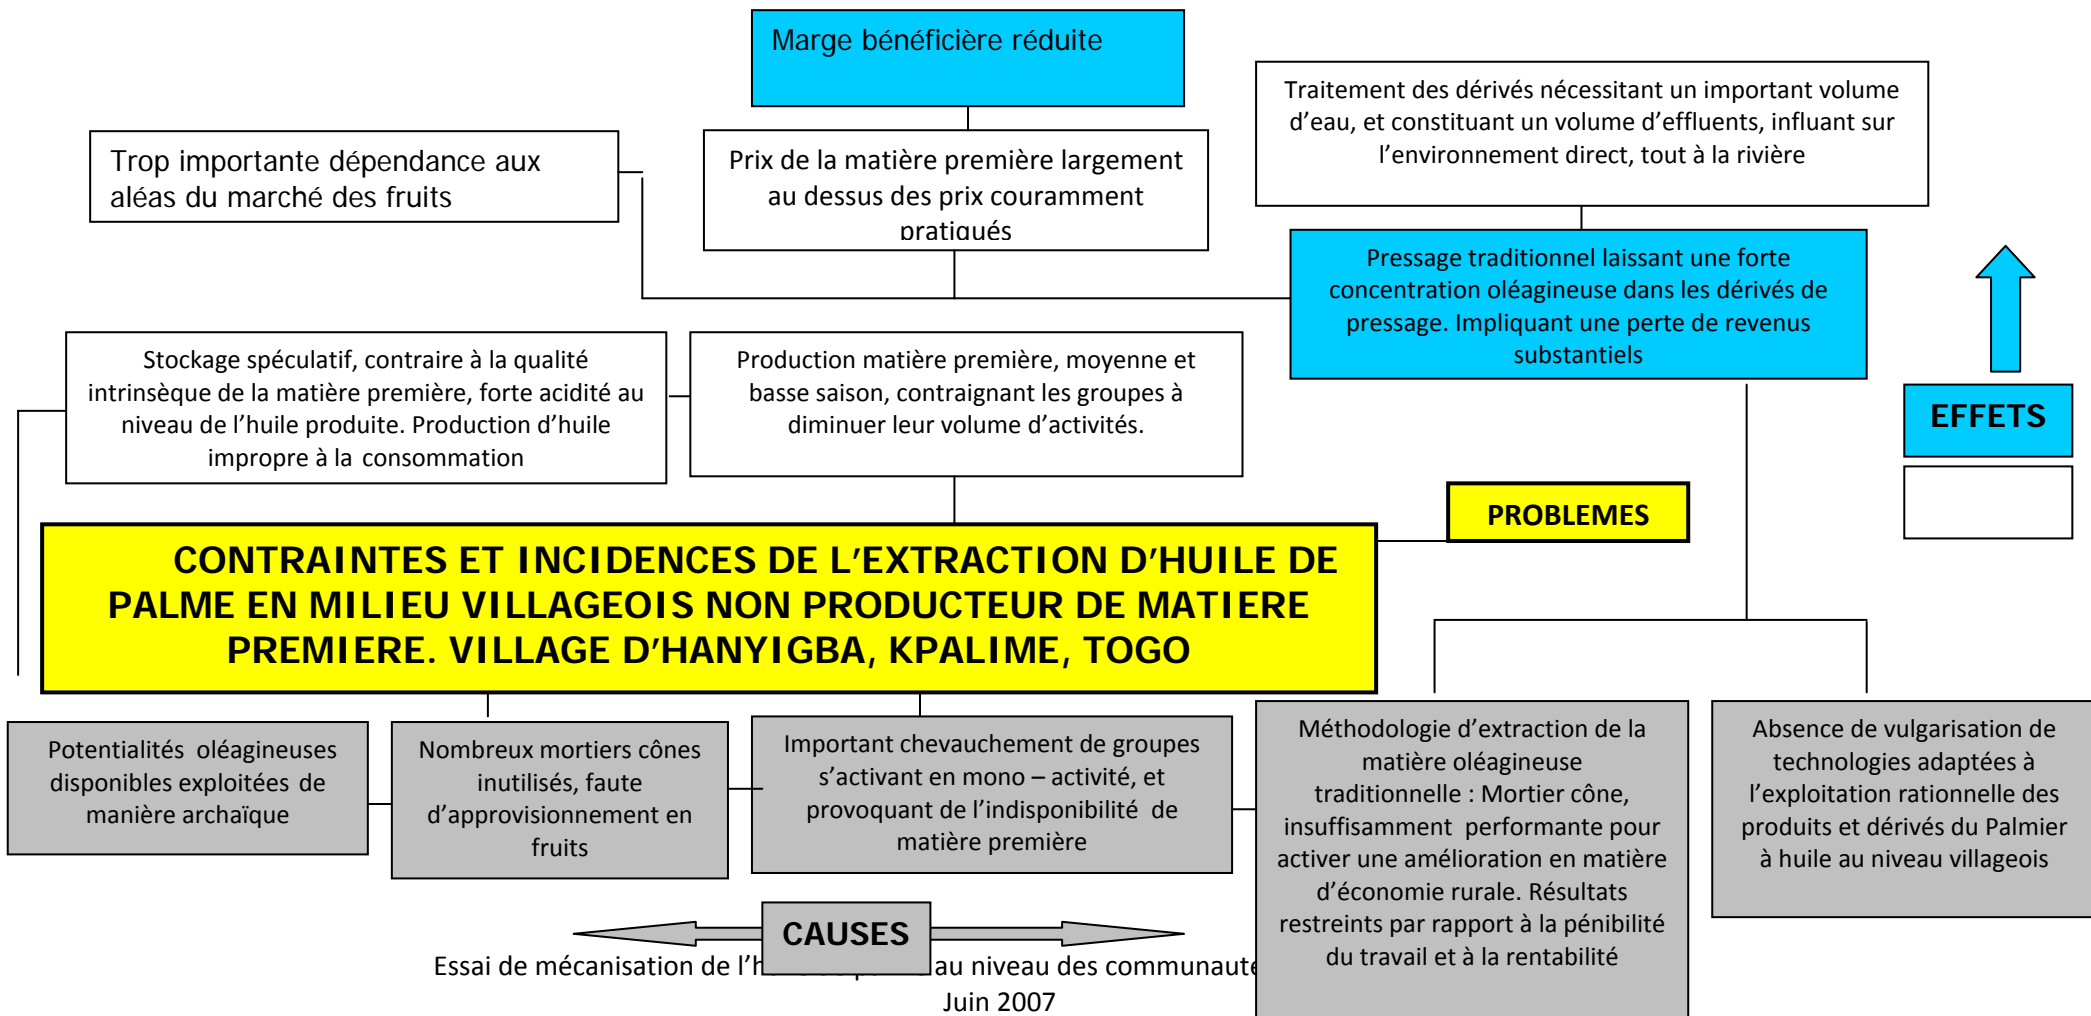 Marge bénéficière réduite
Traitement des dérivés nécessitant un important volume
d’eau, et constituant un volume d’effluents, influant sur
l’environnement direct, tout à la rivière
Trop importante dépendance aux
aléas du marché des fruits
Prix de la matière première largement
au dessus des prix couramment
pratiqués
Pressage traditionnel laissant une forte
concentration oléagineuse dans les dérivés de
pressage. Impliquant une perte de revenus
substantiels
Stockage spéculatif, contraire à la qualité
intrinsèque de la matière première, forte acidité au
niveau de l’huile produite. Production d’huile
impropre à la consommation
Production matière première, moyenne et
basse saison, contraignant les groupes à
diminuer leur volume d’activités.
EFFETS
PROBLEMES
CONTRAINTES ET INCIDENCES DE L’EXTRACTION D’HUILE DE
PALME EN MILIEU VILLAGEOIS NON PRODUCTEUR DE MATIERE
PREMIERE. VILLAGE D’HANYIGBA, KPALIME, TOGO
Potentialités oléagineuses
disponibles exploitées de
manière archaïque
Nombreux mortiers cônes
inutilisés, faute
d’approvisionnement en
fruits
Important chevauchement de groupes
s’activant en mono – activité, et
provoquant de l’indisponibilité de
matière première
Méthodologie d’extraction de la
matière oléagineuse
traditionnelle : Mortier cône,
insuffisamment performante pour
activer une amélioration en matière
d’économie rurale. Résultats
restreints par rapport à la pénibilité
du travail et à la rentabilité
Absence de vulgarisation de
technologies adaptées à
l’exploitation rationnelle des
produits et dérivés du Palmier
à huile au niveau villageois
CAUSES
Essai de mécanisation de au niveau des
Juin 2007